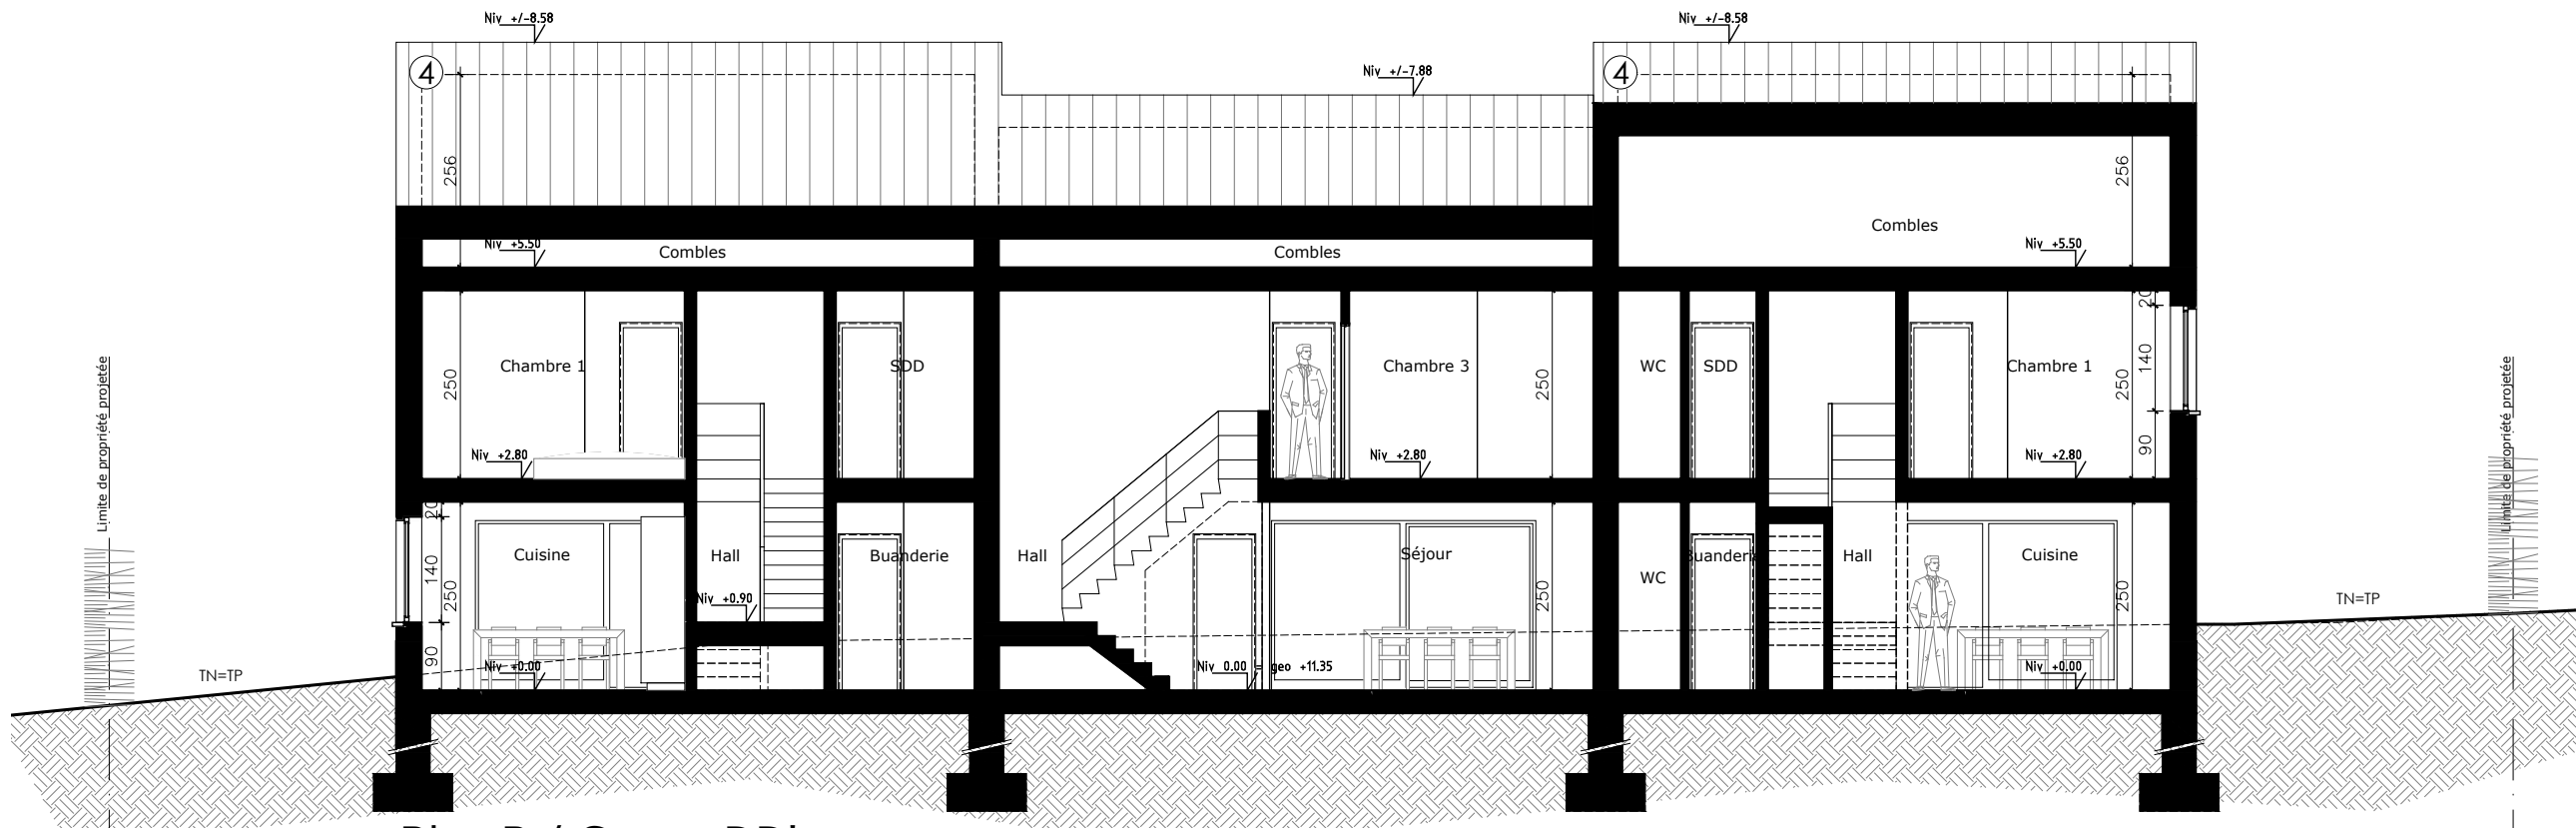 Niv +/-8.58
Niv +/-8.58
4
Niv +/-7.88
4
256
256
Niv +5.50
Combles
Combles
Combles
Niv +5.50
20
Chambre 1
SDD
Chambre 3
WC
SDD
Chambre 1
250
250
250
140
90
Niv +2.80
Niv +2.80
Niv +2.80
Limite de propriété projetée
Limite de propriété projetée
20
140
250
90
Cuisine
Hall
Buanderie
Hall
Séjour
WC
Buanderie
Hall
Cuisine
250
250
Niv +0.90
TN=TP
TN=TP
Niv +0.00
Niv 0.00 = geo +11.35
Niv +0.00